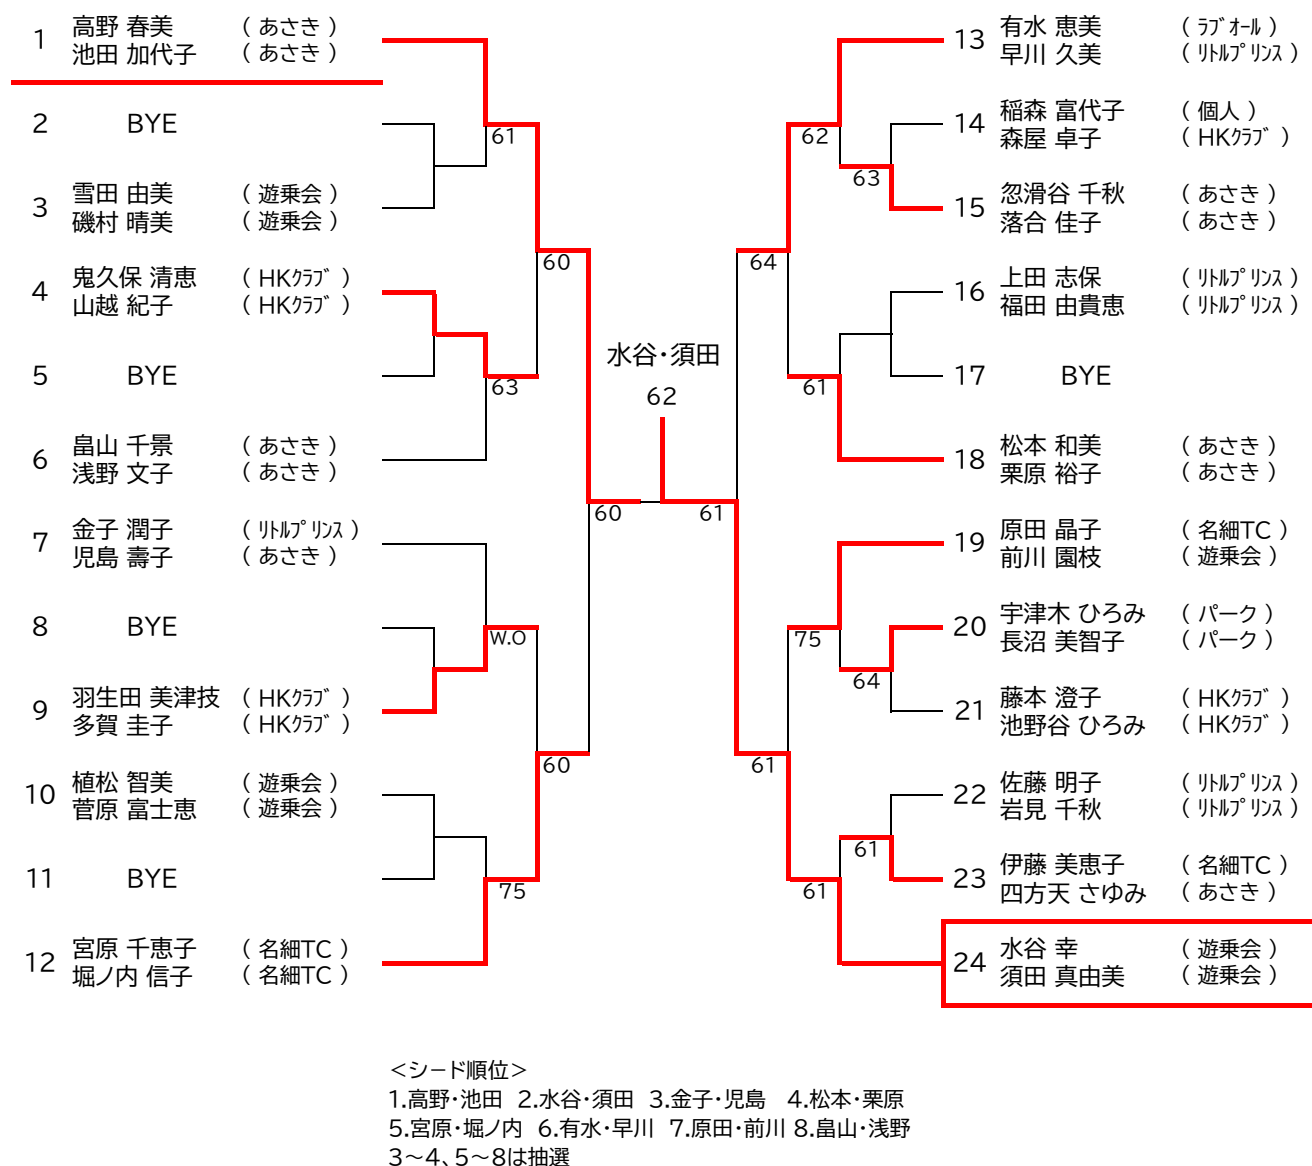 1 高野 春美 ( あさき )
池田 加代子 ( あさき )
2 BYE
61
3 雪田 由美 ( 遊乗会 )
磯村 晴美 ( 遊乗会 )
60
4 鬼久保 清恵 ( HKｸﾗﾌﾞ )
山越 紀子 ( HKｸﾗﾌﾞ )
5 BYE
63
6 畠山 千景 ( あさき )
浅野 文子 ( あさき )
60
7 金子 潤子 ( ﾘﾄﾙﾌﾟﾘﾝｽ )
児島 壽子 ( あさき )
8 BYE
W.O
9 羽生田 美津技 ( HKｸﾗﾌﾞ )
多賀 圭子 ( HKｸﾗﾌﾞ )
60
10 植松 智美 ( 遊乗会 )
菅原 富士恵 ( 遊乗会 )
11 BYE
75
12 宮原 千恵子 ( 名細TC )
堀ノ内 信子 ( 名細TC )
水谷・須田
62
13 有水 恵美 ( ﾗﾌﾞｵｰﾙ )
早川 久美 ( ﾘﾄﾙﾌﾟﾘﾝｽ )
62
14 稲森 富代子 ( 個人 )
森屋 卓子 ( HKｸﾗﾌﾞ )
63
15 忽滑谷 千秋 ( あさき )
落合 佳子 ( あさき )
64
16 上田 志保 ( ﾘﾄﾙﾌﾟﾘﾝｽ )
福田 由貴恵 ( ﾘﾄﾙﾌﾟﾘﾝｽ )
61
17 BYE
18 松本 和美 ( あさき )
栗原 裕子 ( あさき )
61
19 原田 晶子 ( 名細TC )
前川 園枝 ( 遊乗会 )
75
20 宇津木 ひろみ ( パーク )
長沼 美智子 ( パーク )
64
21 藤本 澄子 ( HKｸﾗﾌﾞ )
池野谷 ひろみ ( HKｸﾗﾌﾞ )
61
22 佐藤 明子 ( ﾘﾄﾙﾌﾟﾘﾝｽ )
岩見 千秋 ( ﾘﾄﾙﾌﾟﾘﾝｽ )
61
23 伊藤 美恵子 ( 名細TC )
四方天 さゆみ ( あさき )
61
24 水谷 幸 ( 遊乗会 )
須田 真由美 ( 遊乗会 )
＜シード順位＞
1.高野・池田 2.水谷・須田 3.金子・児島 4.松本・栗原
5.宮原・堀ノ内 6.有水・早川 7.原田・前川 8.畠山・浅野
3～4、5～8は抽選